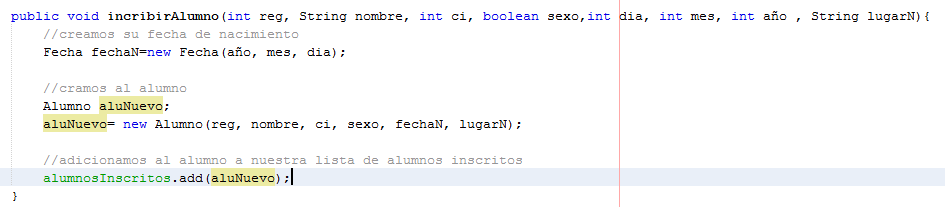 public void incribirAlumno(int reg, String nombre, int ci, boolean sexo,int dia, int mes, int año , String lugarN){
//creamos su fecha de nacimiento
Fecha fechaN=new Fecha(año, mes, dia);
//cramos al alumno
Alumno aluNuevo;
aluNuevo= new Alumno(reg, nombre, ci, sexo, fechaN, lugarN);
//adicionamos al alumno a nuestra lista de alumnos inscritos
alumnosInscritos.add(aluNuevo);
}